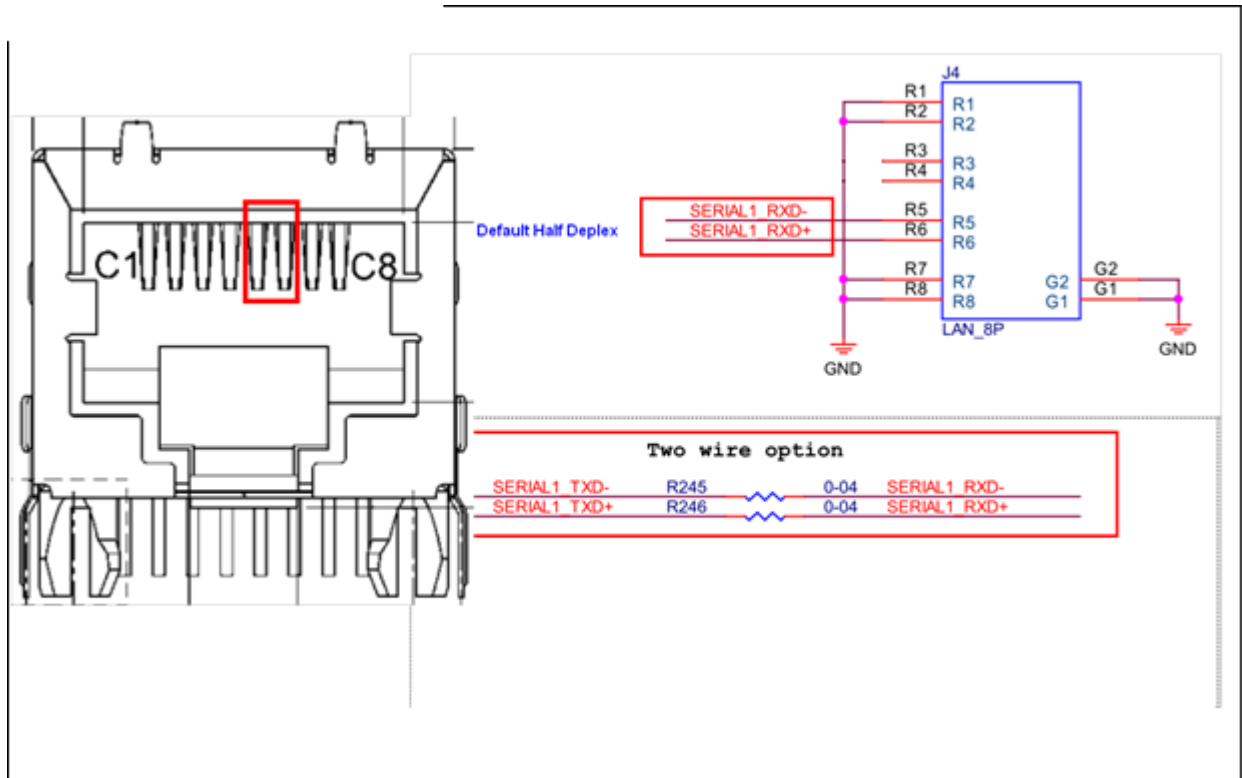 C1
C8
Default Half Deplex
J4
R1 R1
R2 R2
R3 R3
R4 R4
SERIAL1_RXD- R5 R5
SERIAL1_RXD+ R6 R6
R7 R7 G2 G2
R8 R8 G1 G1
LAN_8P
GND
GND
Two wire option
SERIAL1_TXD- R245 0-04 SERIAL1_RXD-
SERIAL1_TXD+ R246 0-04 SERIAL1_RXD+